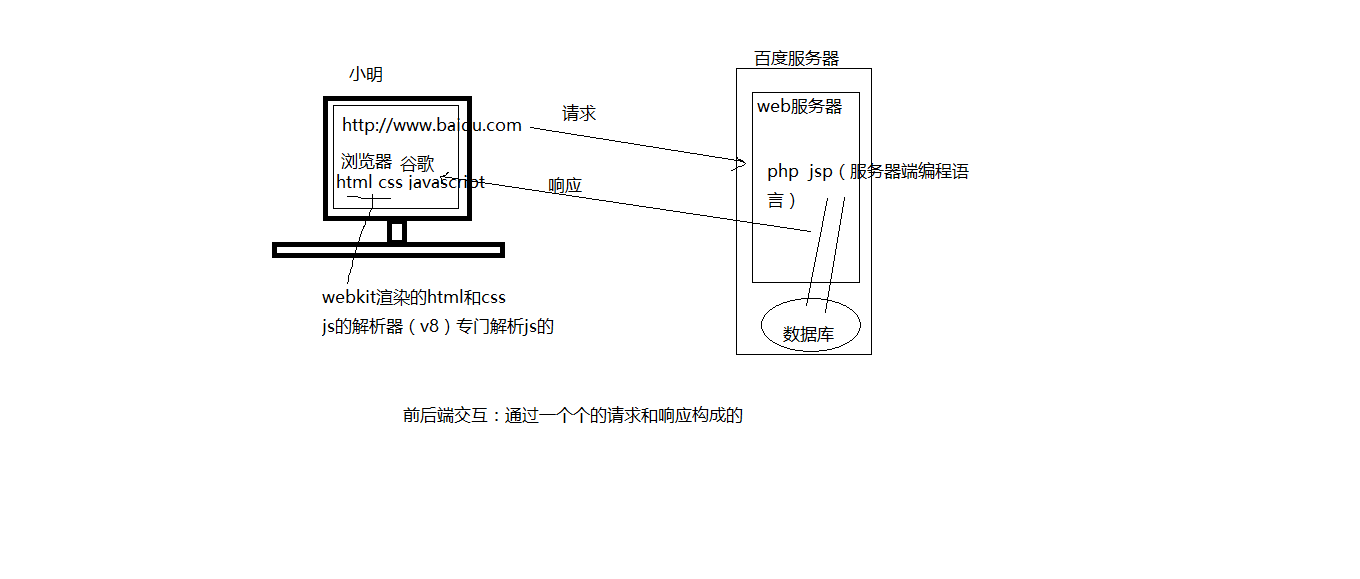 百度服务器
小明
web服务器
http://www.baidu.com
请求
浏览器 谷歌
php jsp（服务器端编程语
言）
html css javascript
响应
webkit渲染的html和css
js的解析器（v8）专门解析js的
数据库
前后端交互：通过一个个的请求和响应构成的